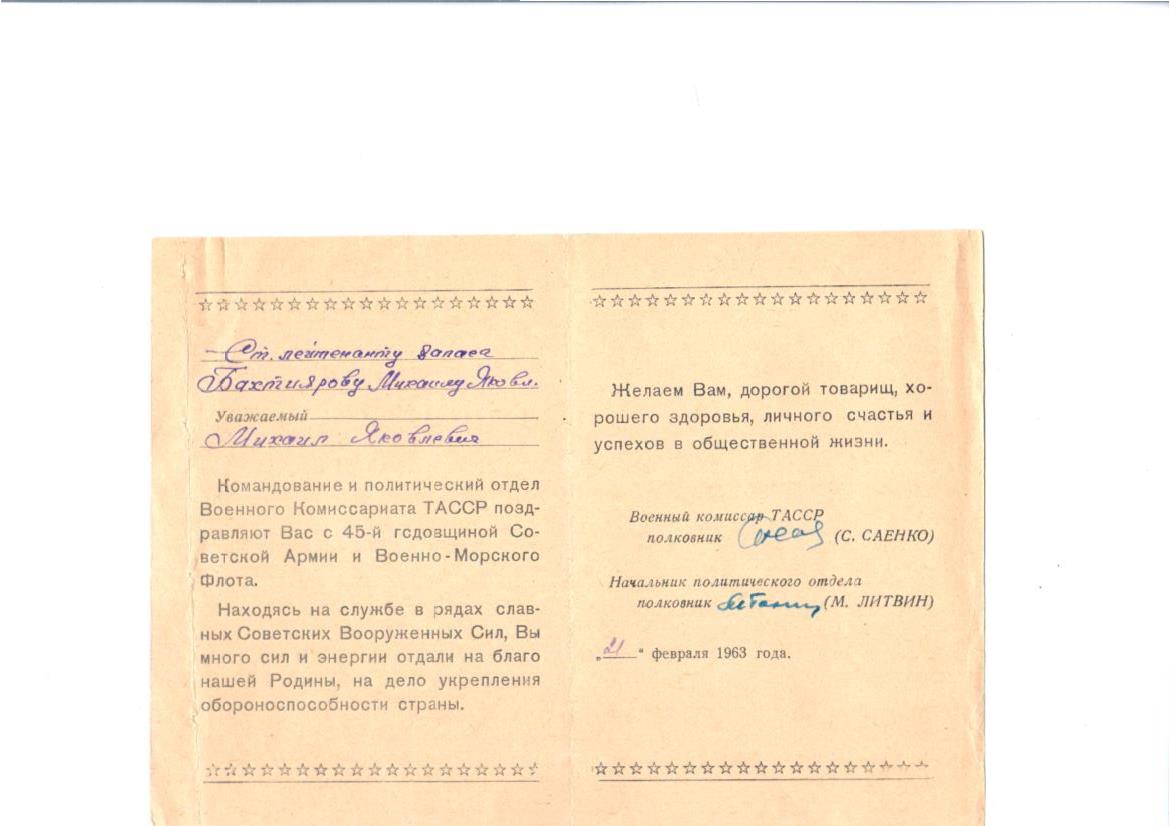 Ст. лейтенанту запаса
Бахтиярову Михаилу Яковл.
Уважаемый
Михаил Яковлевич
Командование и политический отдел
Военного Комиссариата ТАССР позд-
равляют Вас с 45-й гсдовщиной Со-
ветской Армии и Военно-Морского
Флота.
Находясь на службе в рядах слав-
ных Советских Вооруженных Сил, Вы
много сил и энергии отдали на благо
нашей Родины, на дело укрепления
обороноспособности страны.
Желаем Вам, дорогой товарищ, хо-
рошего здоровья, личного счастья и
успехов в общественной жизни.
Военный комиссар ТАССР
полковник (С. САЕНКО)
Начальник политического отдела
полковник (М. ЛИТВИН)
„21“ февраля 1963 года.